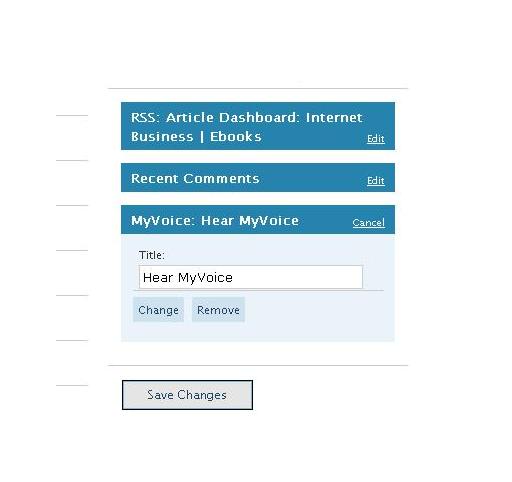 RSS: Article Dashboard: Internet
Business | Ebooks
Edit
Recent Comments
Edit
MyVoice: Hear MyVoice
Cancel
Title:
Hear MyVoice
Change
Remove
Save Changes